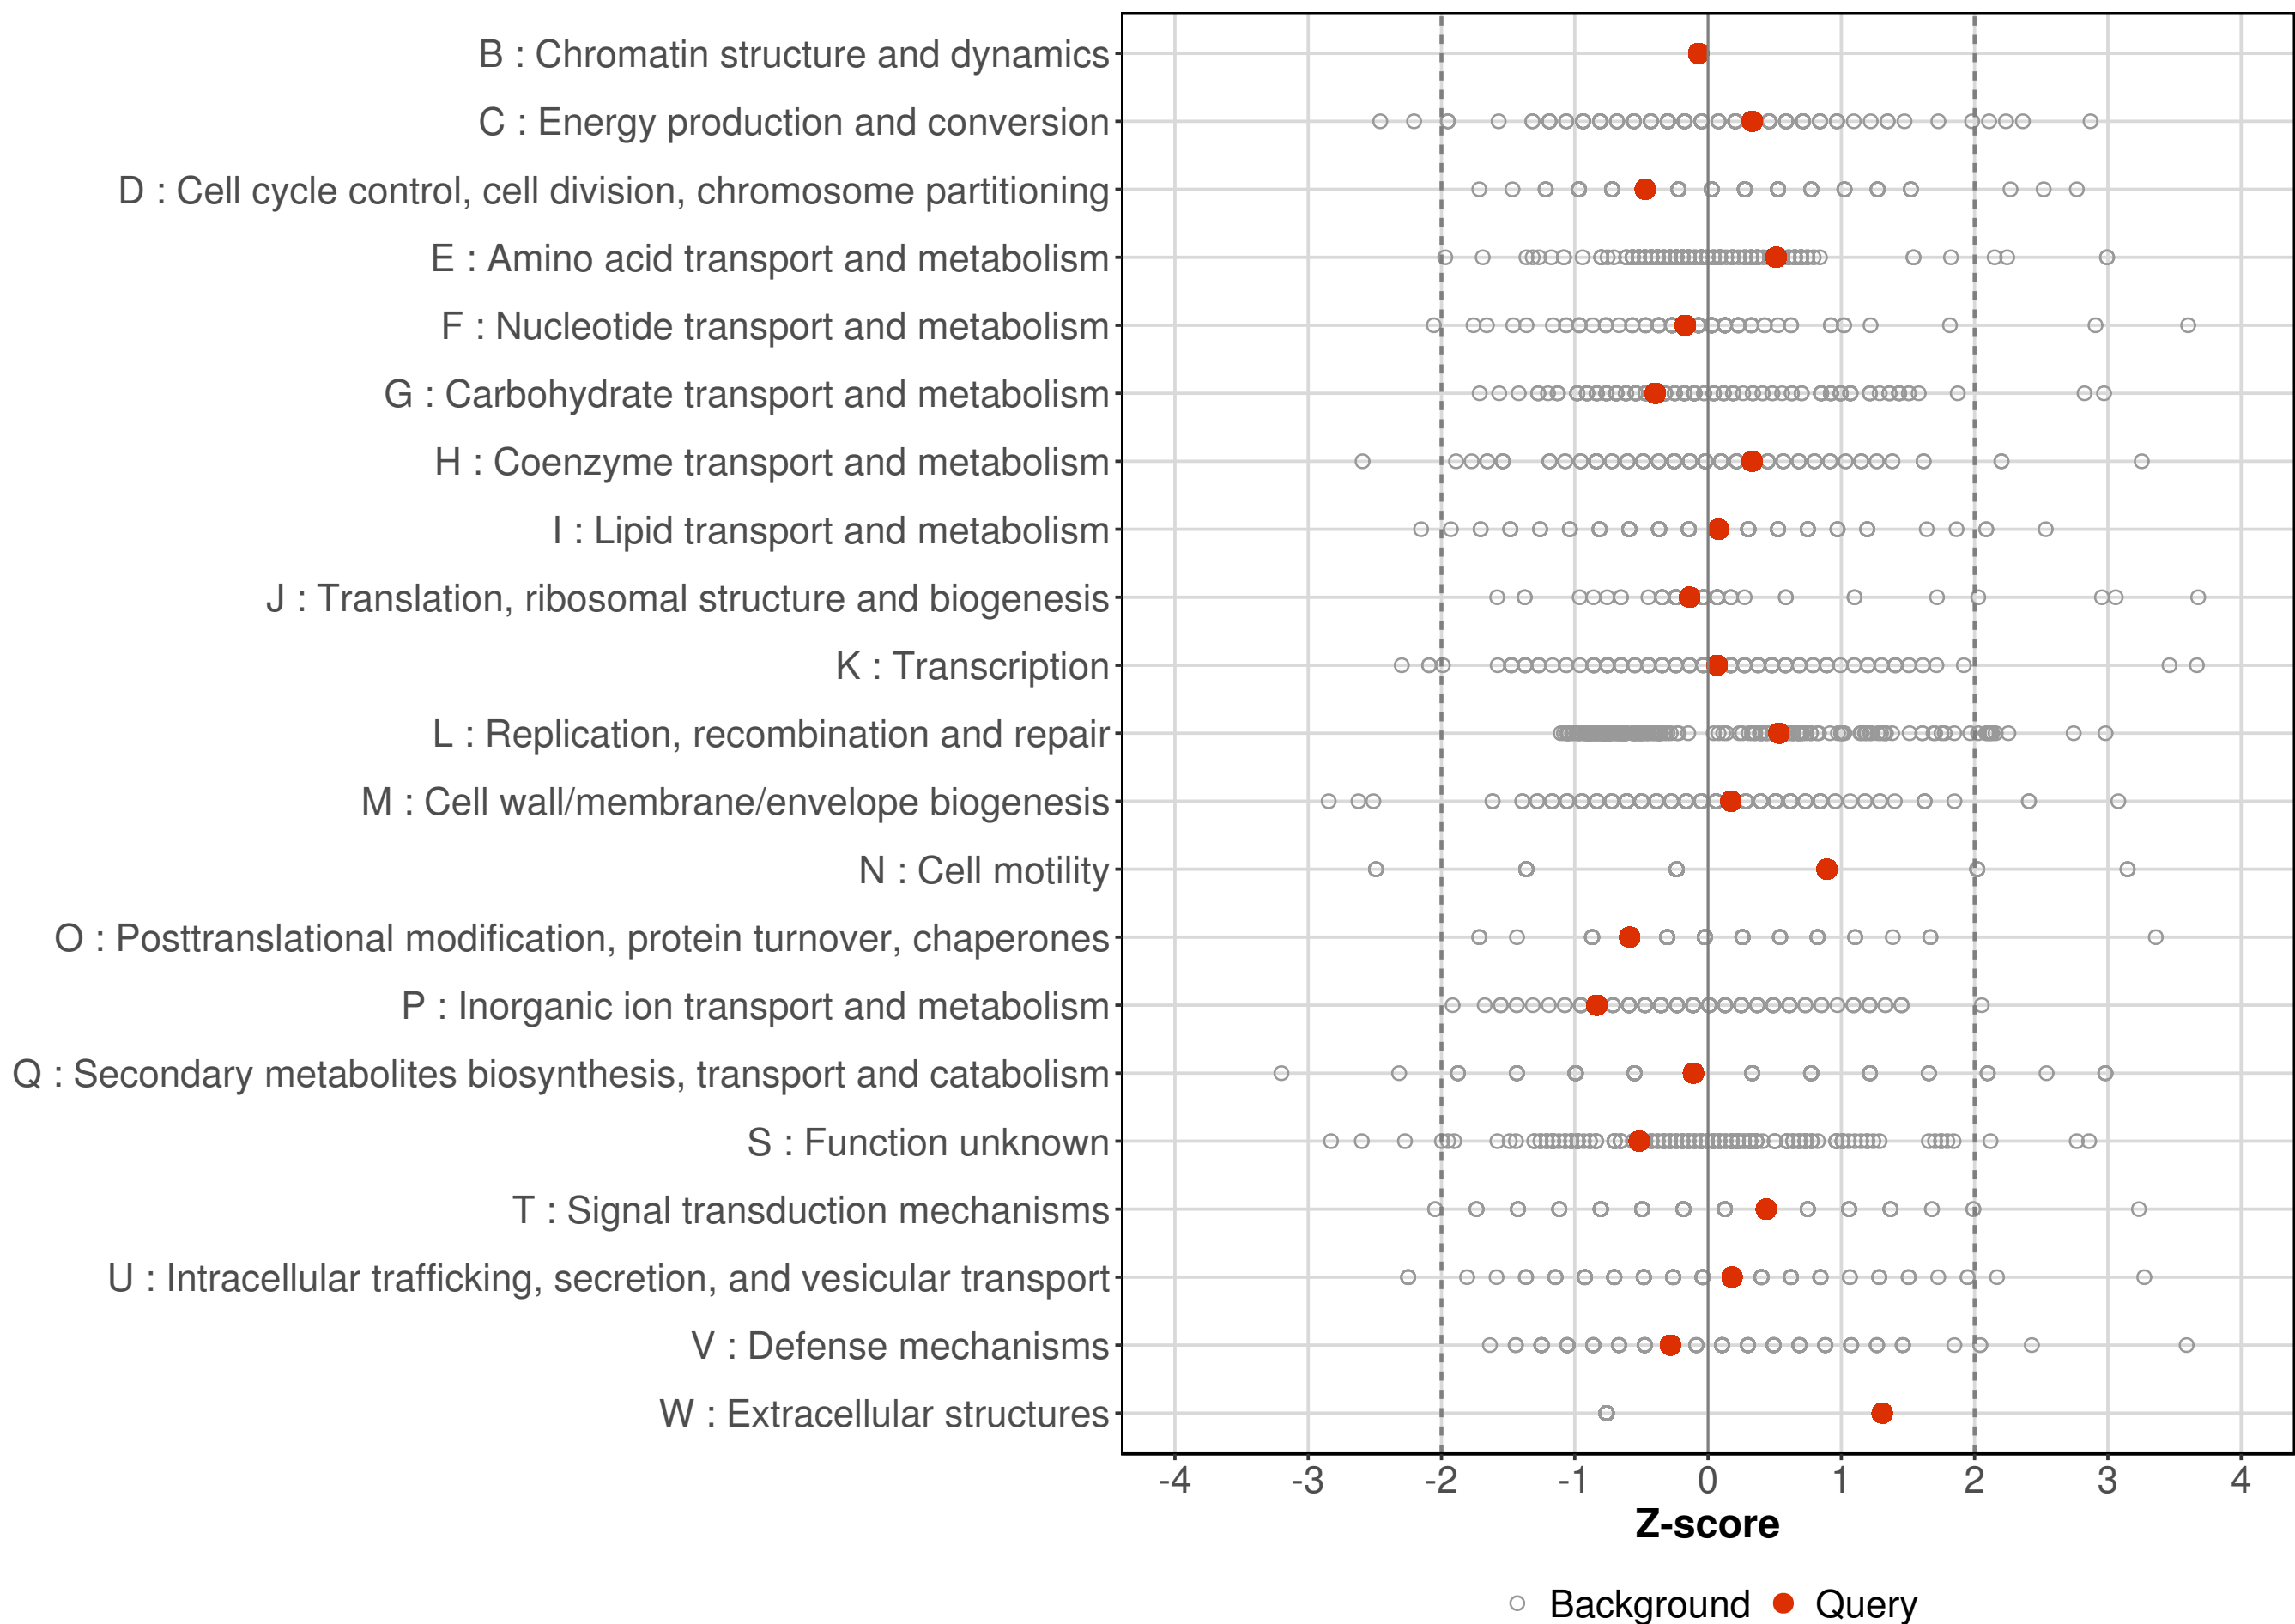 B : Chromatin structure and dynamics
C : Energy production and conversion
D : Cell cycle control, cell division, chromosome partitioning
E : Amino acid transport and metabolism
F : Nucleotide transport and metabolism
G : Carbohydrate transport and metabolism
H : Coenzyme transport and metabolism
I : Lipid transport and metabolism
J : Translation, ribosomal structure and biogenesis
K : Transcription
L : Replication, recombination and repair
M : Cell wall/membrane/envelope biogenesis
N : Cell motility
O : Posttranslational modification, protein turnover, chaperones
P : Inorganic ion transport and metabolism
Q : Secondary metabolites biosynthesis, transport and catabolism
S : Function unknown
T : Signal transduction mechanisms
U : Intracellular trafficking, secretion, and vesicular transport
V : Defense mechanisms
W : Extracellular structures
-4 -3 -2 -1 0 1 2 3 4
Z-score
Background Query